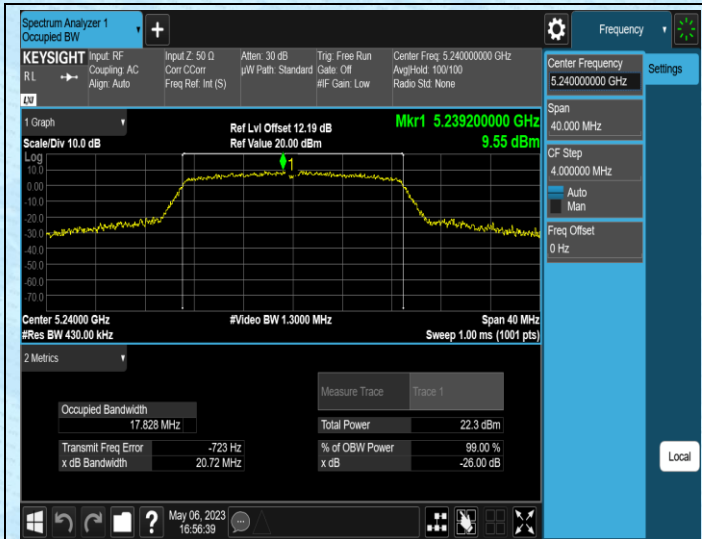 Spectrum Analyzer 1
Occupied BW
+
Frequency
KEYSIGHT Input: RF
Coupling: AC
Align: Auto
RL
LXI
Input Z: 50 Ω
Corr CCorr
Freq Ref: Int (S)
Atten: 30 dB
µW Path: Standard
Trig: Free Run
Gate: Off
#IF Gain: Low
Center Freq: 5.240000000 GHz
Avg|Hold: 100/100
Radio Std: None
Center Frequency
5.240000000 GHz
Settings
Span
40.000 MHz
CF Step
4.000000 MHz
Auto
Man
Freq Offset
0 Hz
Local
1 Graph
Scale/Div 10.0 dB
Ref Lvl Offset 12.19 dB
Ref Value 20.00 dBm
Mkr1 5.239200000 GHz
9.55 dBm
Log
10.0
0.00
-10.0
-20.0
-30.0
-40.0
-50.0
-60.0
-70.0
1
Center 5.24000 GHz
#Res BW 430.00 kHz
#Video BW 1.3000 MHz
Span 40 MHz
Sweep 1.00 ms (1001 pts)
2 Metrics
Measure Trace Trace 1
Occupied Bandwidth
17.828 MHz
Total Power 22.3 dBm
Transmit Freq Error -723 Hz
% of OBW Power 99.00 %
x dB Bandwidth 20.72 MHz
x dB -26.00 dB
?
May 06, 2023
16:56:39